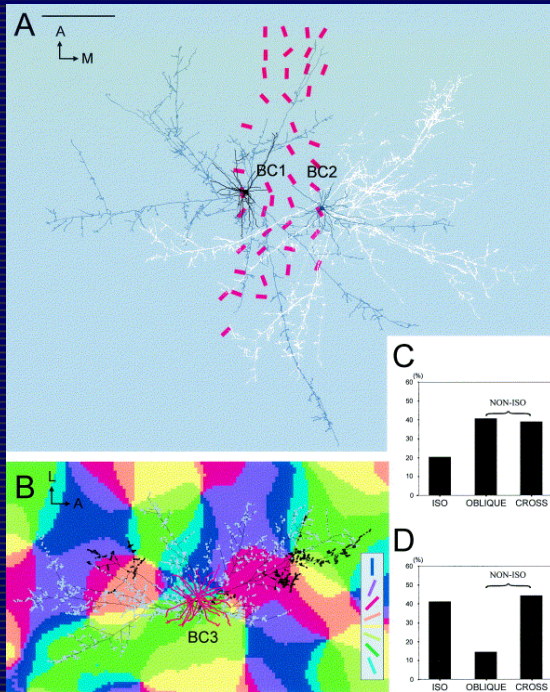 A
A
M
BC1
BC2
B
L
A
BC3
C
(%)
60
50
40
30
20
10
0
NON-ISO
ISO OBLIQUE CROSS
D
(%)
60
50
40
30
20
10
0
NON-ISO
ISO OBLIQUE CROSS